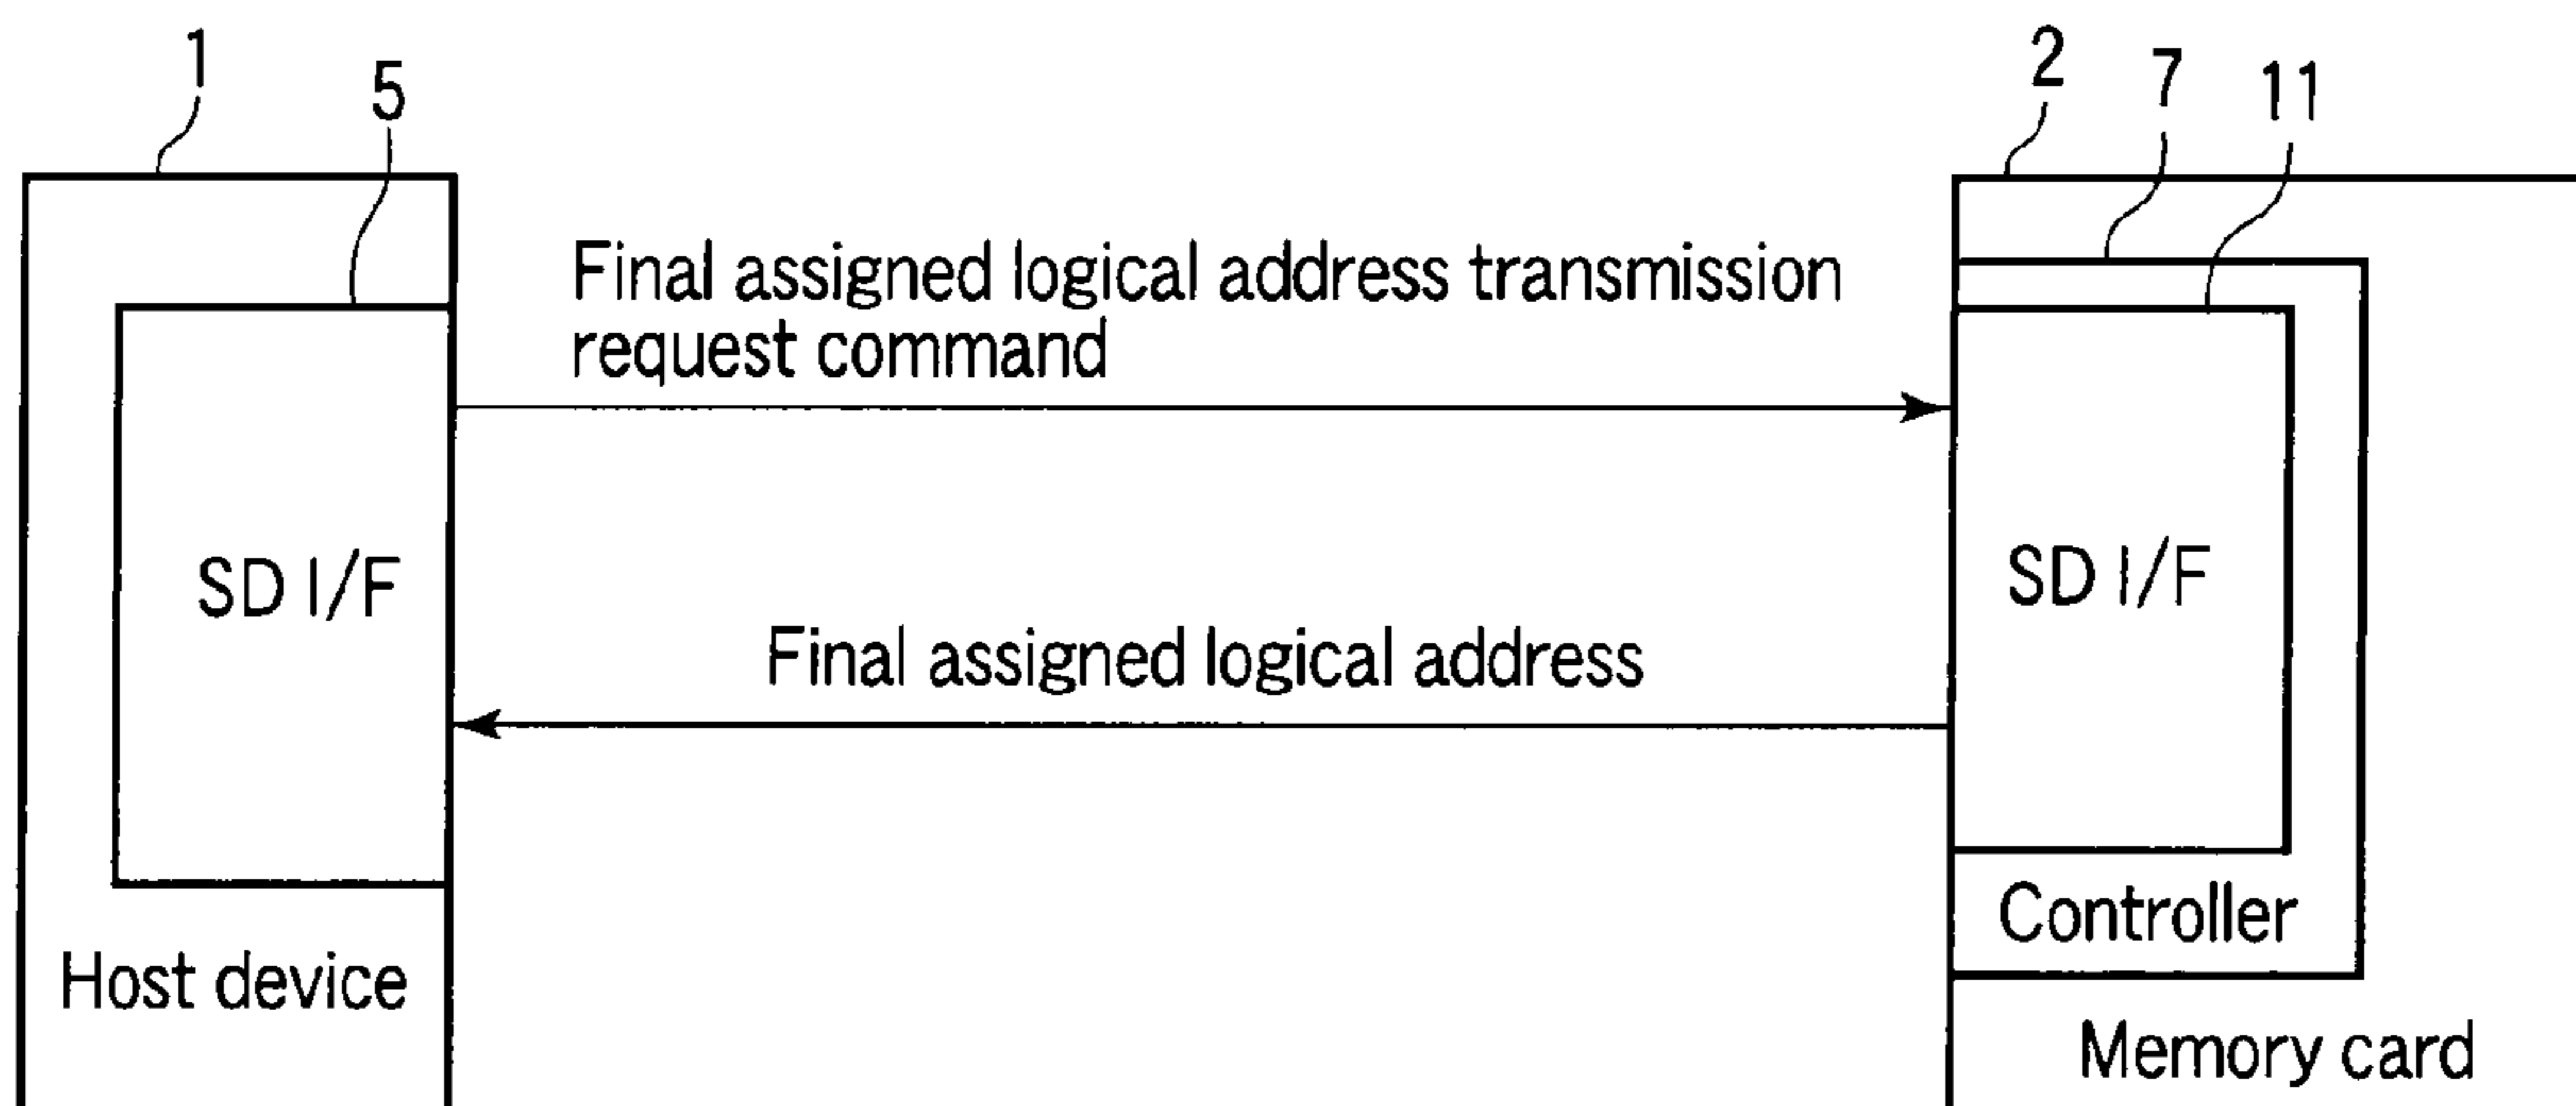 1
5
2
7
11
Final assigned logical address transmission
request command
SD I/F
SD I/F
Final assigned logical address
Controller
Host device
Memory card